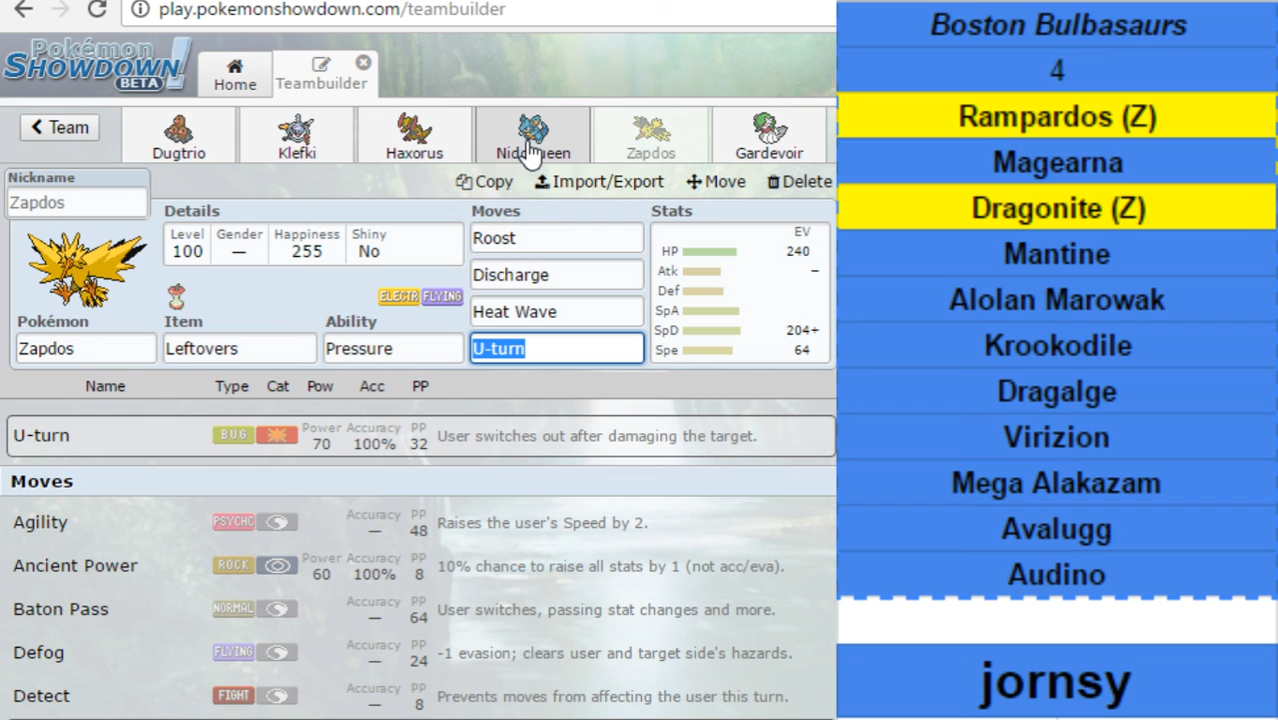 play.pokemonshowdown.com/teambuilder
Pokémon
SHOWDOWN!
BETA
Home
Teambuilder
Team
Dugtrio
Klefki
Haxorus
Nidoqueen
Zapdos
Gardevoir
Nickname
Zapdos
Copy
Import/Export
Move
Delete
Details
Level Gender Happiness Shiny
100 — 255 No
ELECTR FLYING
Pokémon Item Ability
Zapdos Leftovers Pressure
Moves
Roost
Discharge
Heat Wave
U-turn
Stats
EV
HP 240
Atk –
Def
SpA
SpD 204+
Spe 64
Name Type Cat Pow Acc PP
U-turn BUG Power 70 Accuracy 100% PP 32 User switches out after damaging the target.
Moves
Agility PSYCHC Accuracy — PP 48 Raises the user's Speed by 2.
Ancient Power ROCK Power 60 Accuracy 100% PP 8 10% chance to raise all stats by 1 (not acc/eva).
Baton Pass NORMAL Accuracy — PP 64 User switches, passing stat changes and more.
Defog FLYING Accuracy — PP 24 -1 evasion; clears user and target side's hazards.
Detect FIGHT Accuracy — PP 8 Prevents moves from affecting the user this turn.
Boston Bulbasaurs
4
Rampardos (Z)
Magearna
Dragonite (Z)
Mantine
Alolan Marowak
Krookodile
Dragalge
Virizion
Mega Alakazam
Avalugg
Audino
jornsy